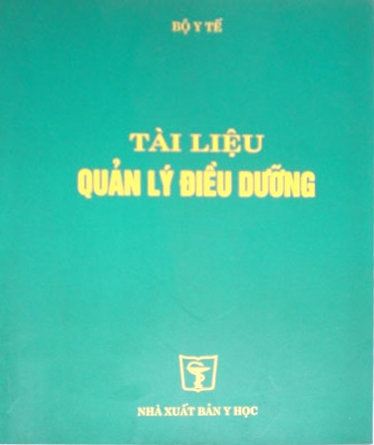 BỘ Y TẾ
TÀI LIỆU
QUẢN LÝ ĐIỀU DƯỠNG
NHÀ XUẤT BẢN Y HỌC